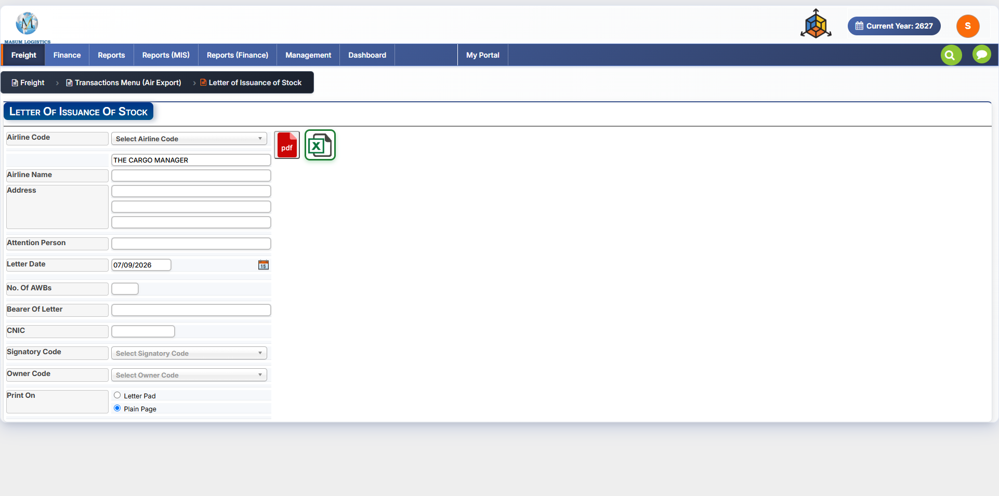 MASUM LOGISTICS
Current Year: 2627
S
Freight
Finance
Reports
Reports (MIS)
Reports (Finance)
Management
Dashboard
My Portal
Freight › Transactions Menu (Air Export) › Letter of Issuance of Stock
Letter Of Issuance Of Stock
Airline Code
Select Airline Code
pdf
X
THE CARGO MANAGER
Airline Name
Address
Attention Person
Letter Date
07/09/2026
15
No. Of AWBs
Bearer Of Letter
CNIC
Signatory Code
Select Signatory Code
Owner Code
Select Owner Code
Print On
Letter Pad
Plain Page